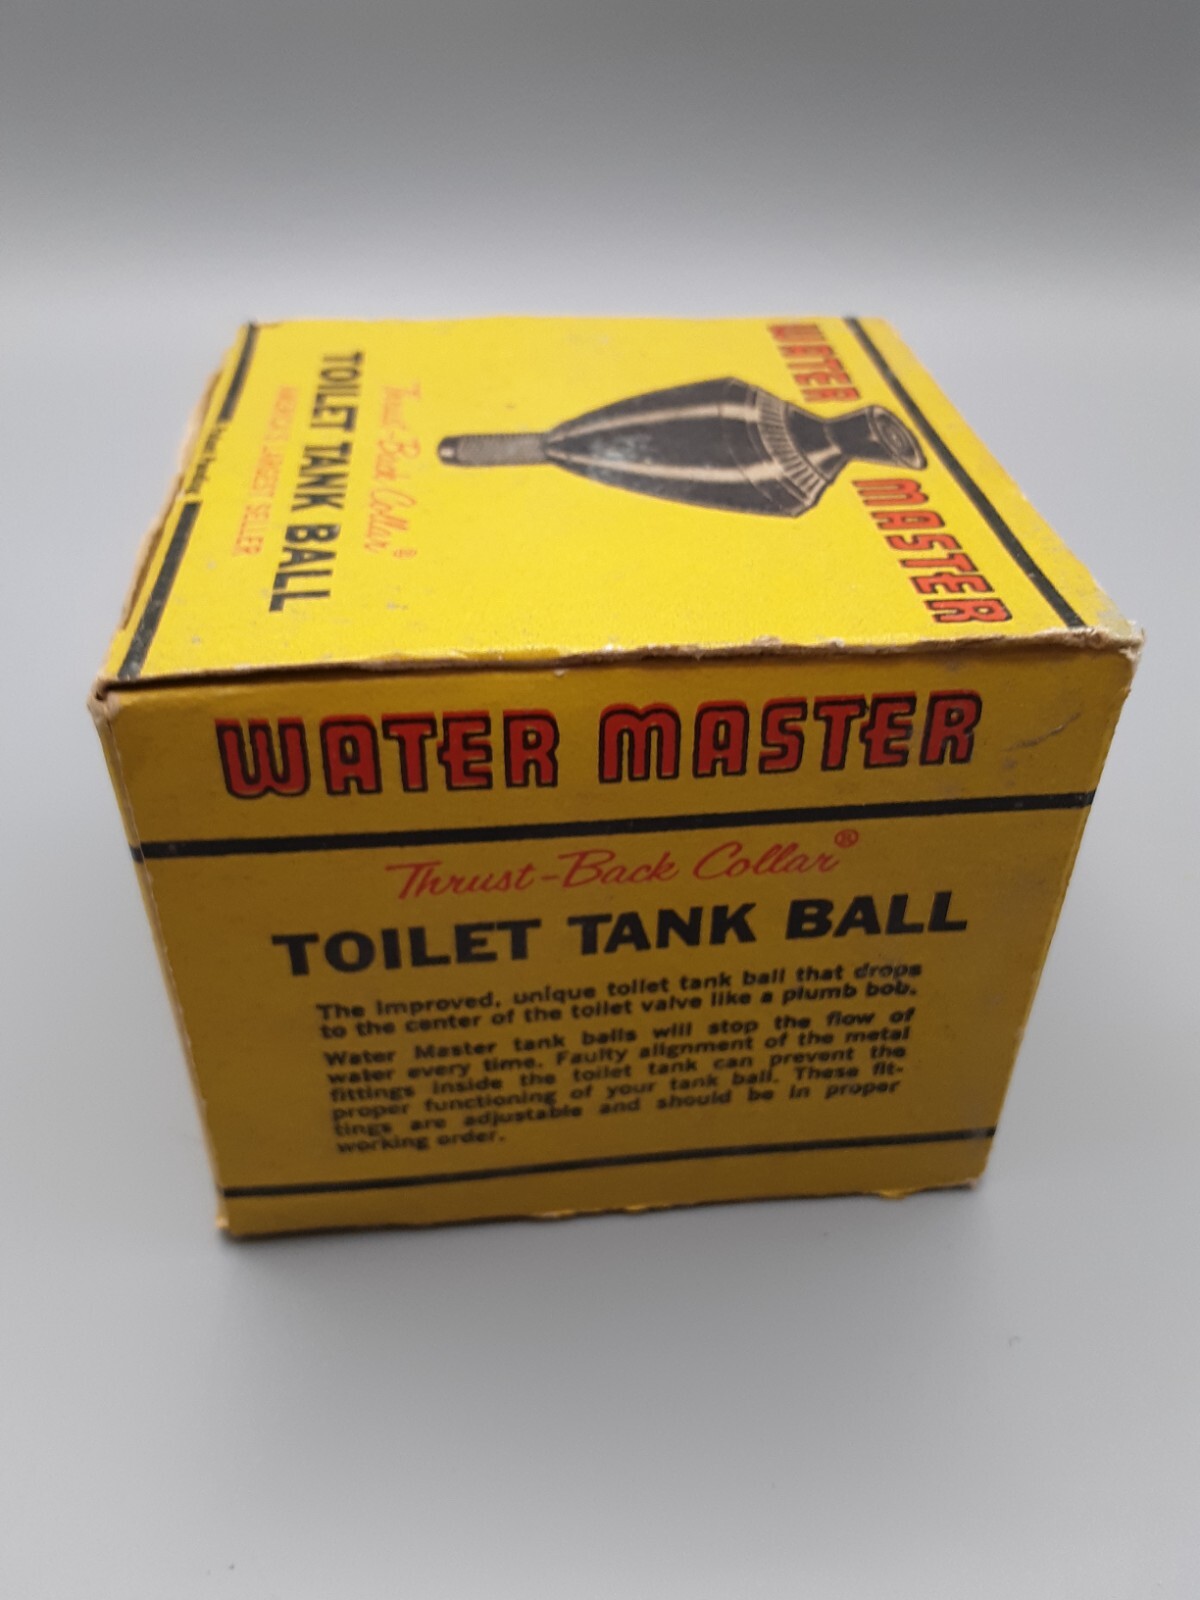 WATER MASTER
Thrust-Back Collar®
TOILET TANK BALL
AMERICA'S LARGEST SELLER
WATER MASTER
Thrust-Back Collar®
TOILET TANK BALL
The improved, unique toilet tank ball that drops
to the center of the toilet valve like a plumb bob.
Water Master tank balls will stop the flow of
water every time. Faulty alignment of the metal
fittings inside the toilet tank can prevent the
proper functioning of your tank ball. These fit-
tings are adjustable and should be in proper
working order.